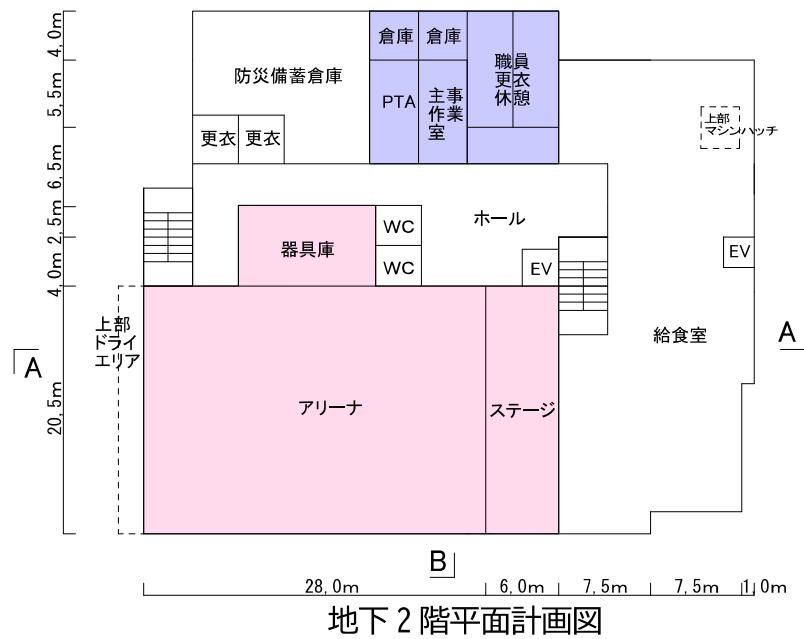 4,0m
5,5m
6,5m
2,5m
4,0m
20,5m
防災備蓄倉庫
倉庫
倉庫
職員
更衣
休憩
PTA
主事
作業
室
更衣
更衣
上部
マシンハッチ
ホール
WC
WC
器具庫
EV
EV
給食室
上部
ドライ
エリア
A
A
アリーナ
ステージ
B
28,0m
6,0m
7,5m
7,5m
1,0m
地下2階平面計画図